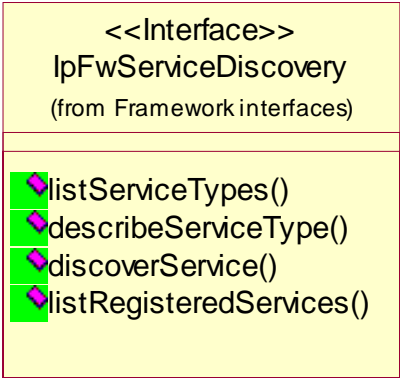 <<Interface>>
IpFwServiceDiscovery
(from Framework interfaces)
listServiceTypes()
describeServiceType()
discoverService()
listRegisteredServices()